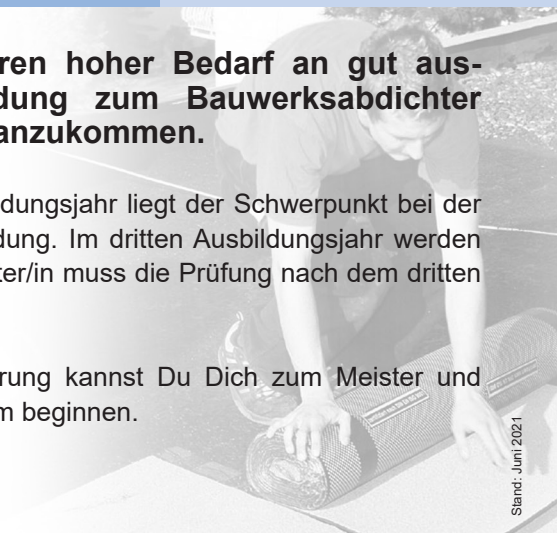 ren hoher Bedarf an gut aus-
dung zum Bauwerksabdichter
anzukommen.
dungsjahr liegt der Schwerpunkt bei der
dung. Im dritten Ausbildungsjahr werden
ter/in muss die Prüfung nach dem dritten
rung kannst Du Dich zum Meister und
m beginnen.
Stand: Juni 2021